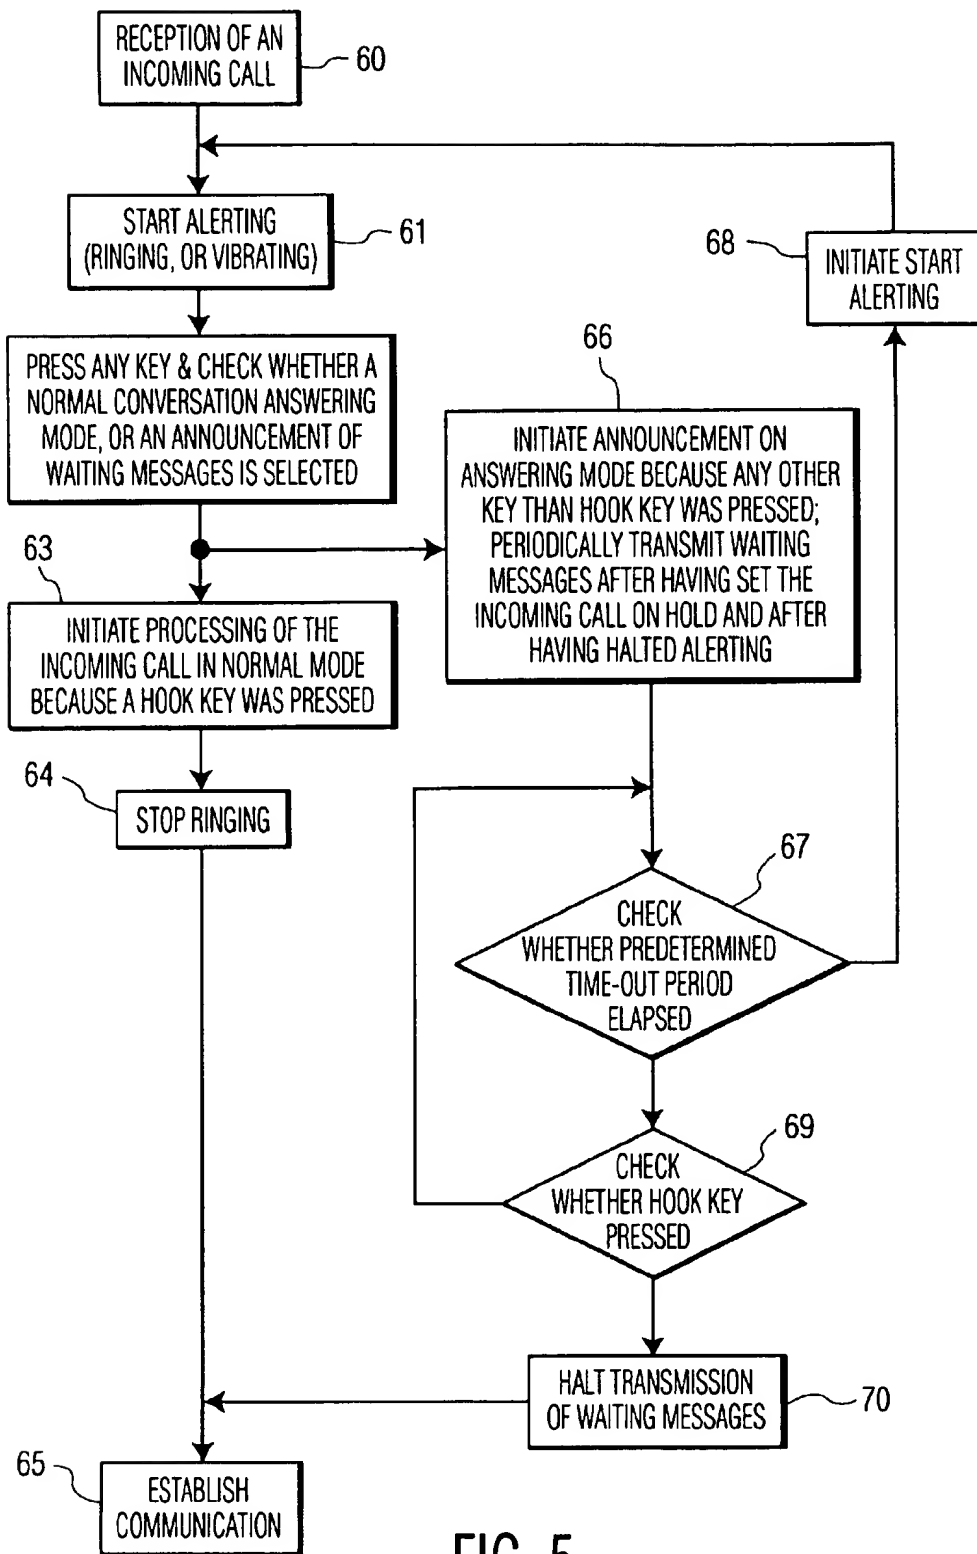 RECEPTION OF AN
INCOMING CALL
60
START ALERTING
(RINGING, OR VIBRATING)
61
68
INITIATE START
ALERTING
PRESS ANY KEY & CHECK WHETHER A
NORMAL CONVERSATION ANSWERING
MODE, OR AN ANNOUNCEMENT OF
WAITING MESSAGES IS SELECTED
66
INITIATE ANNOUNCEMENT ON
ANSWERING MODE BECAUSE ANY OTHER
KEY THAN HOOK KEY WAS PRESSED;
PERIODICALLY TRANSMIT WAITING
MESSAGES AFTER HAVING SET THE
INCOMING CALL ON HOLD AND AFTER
HAVING HALTED ALERTING
63
INITIATE PROCESSING OF THE
INCOMING CALL IN NORMAL MODE
BECAUSE A HOOK KEY WAS PRESSED
64
STOP RINGING
67
CHECK
WHETHER PREDETERMINED
TIME-OUT PERIOD
ELAPSED
69
CHECK
WHETHER HOOK KEY
PRESSED
HALT TRANSMISSION
OF WAITING MESSAGES
70
65
ESTABLISH
COMMUNICATION
FIG. 5